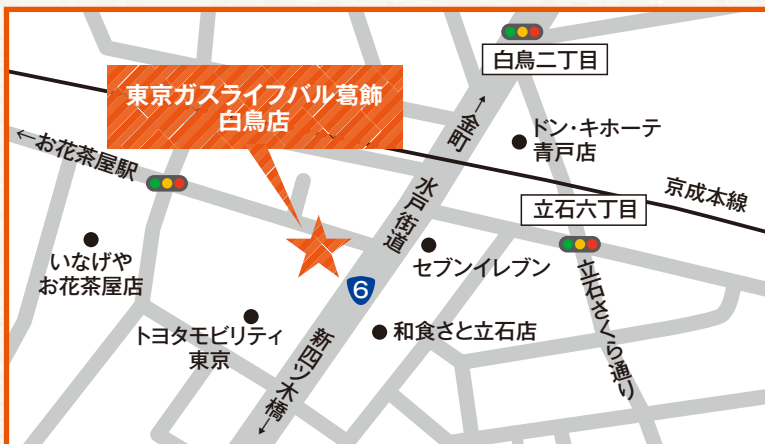 白鳥二丁目
東京ガスライフバル葛飾
白鳥店
←お花茶屋駅
←金町
ドン・キホーテ
青戸店
京成本線
水戸街道
立石六丁目
いなげや
お花茶屋店
セブンイレブン
6
トヨタモビリティ
東京
和食さと立石店
立石さくら通り
新四ツ木橋→